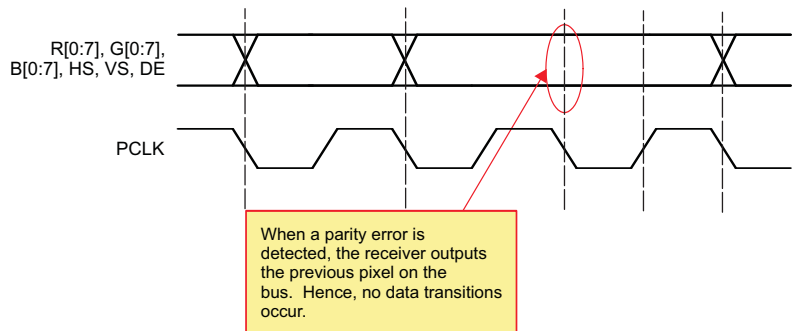 R[0:7], G[0:7],
B[0:7], HS, VS, DE
PCLK
When a parity error is
detected, the receiver outputs
the previous pixel on the
bus. Hence, no data transitions
occur.